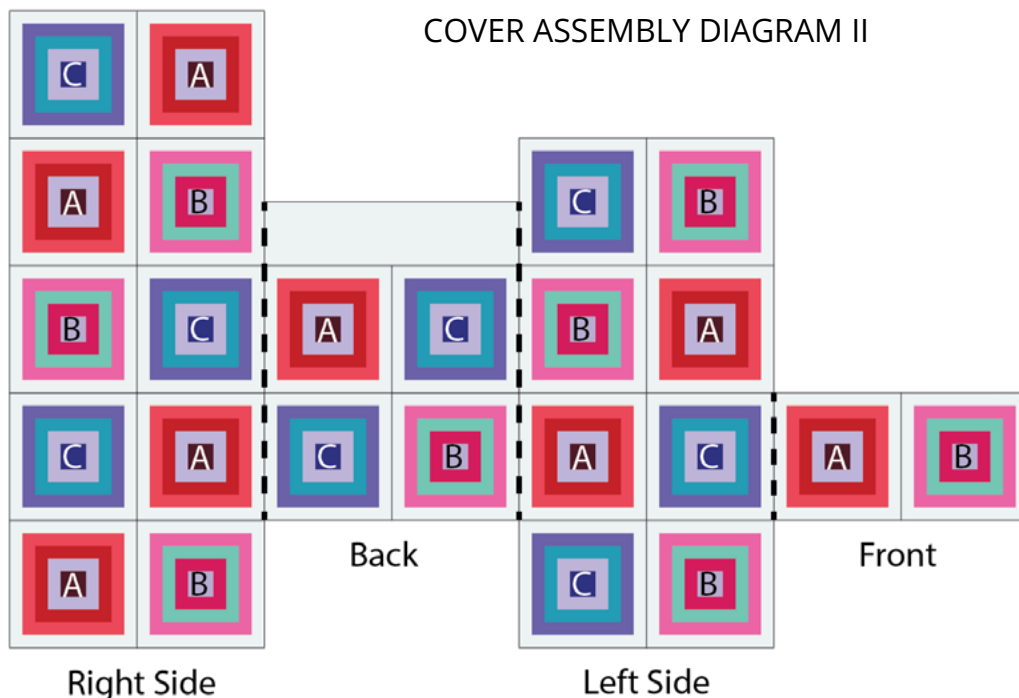 COVER ASSEMBLY DIAGRAM II
C A
A B C B
B C A C B A
C A C B A C A B
A B C B
Back Front
Right Side Left Side